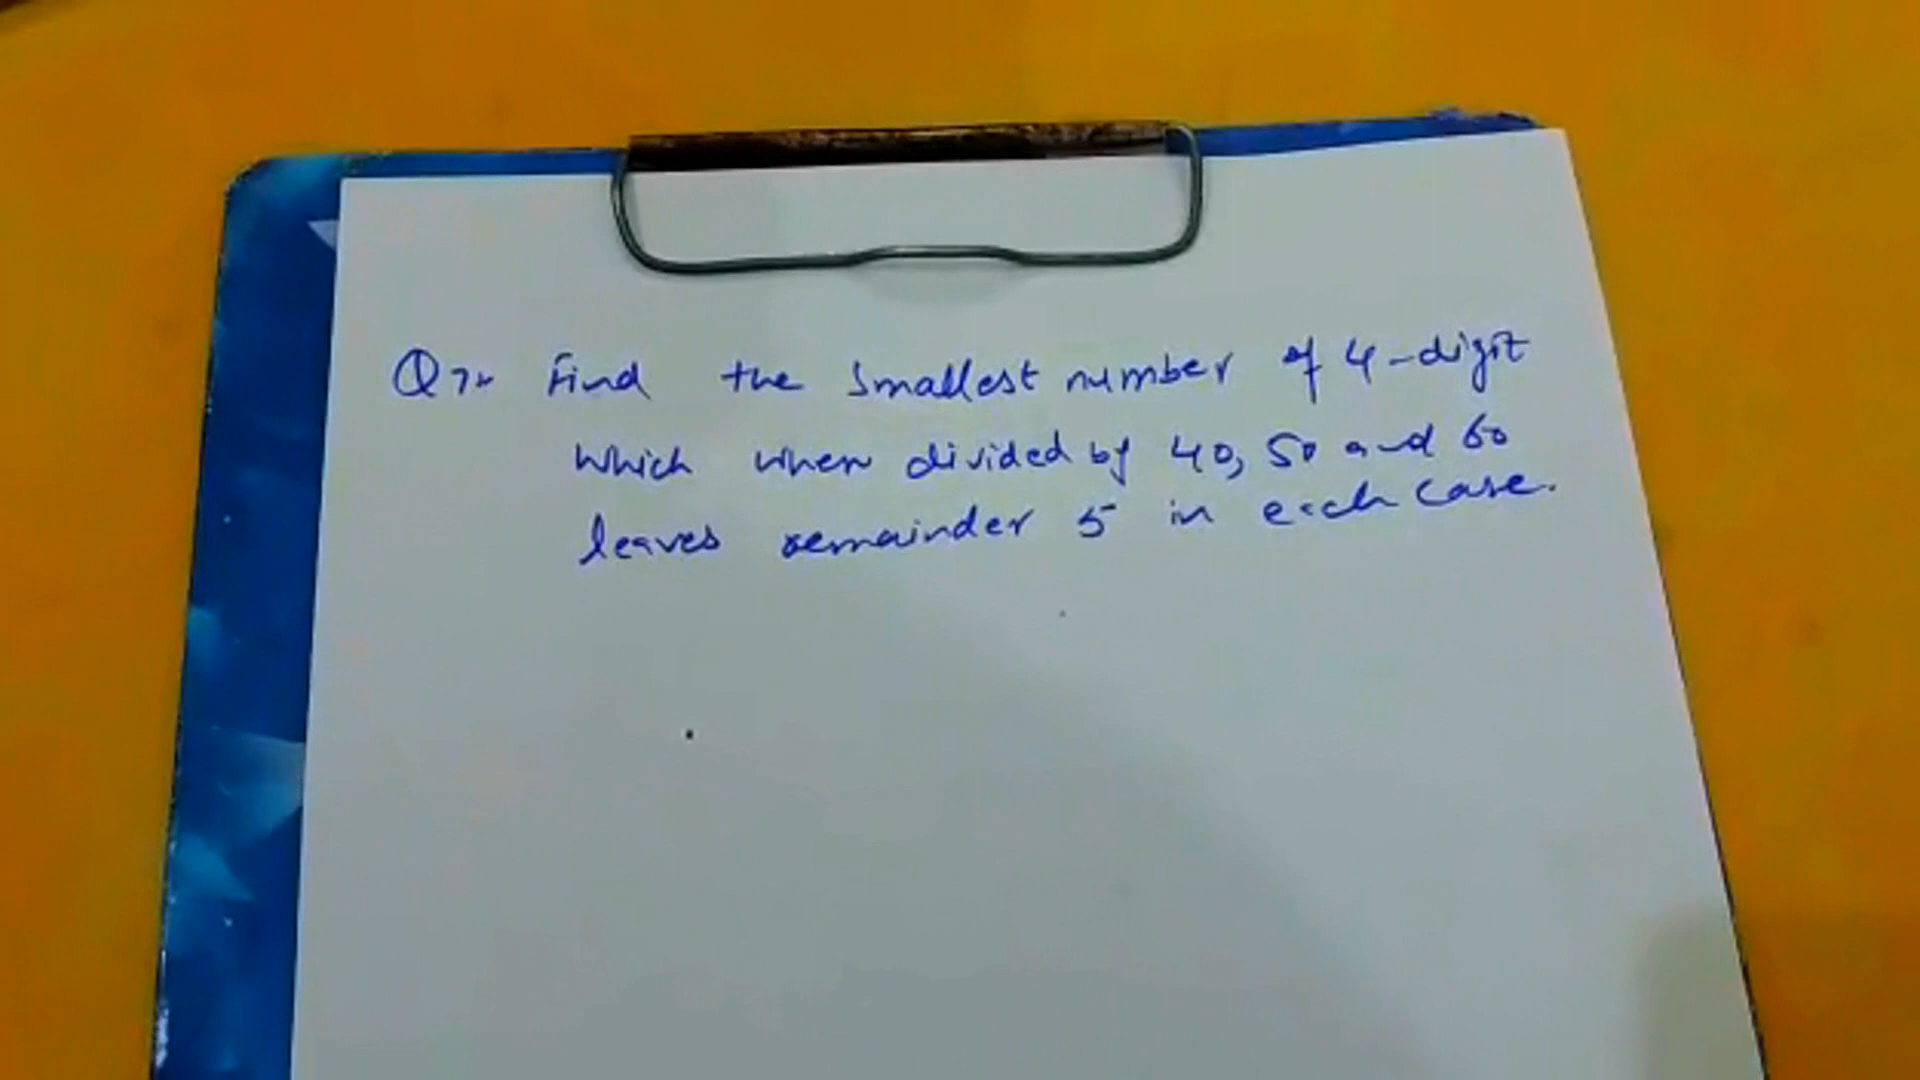 Q7:- Find the smallest number of 4-digit
which when divided by 40, 50 and 60
leaves remainder 5 in each case.